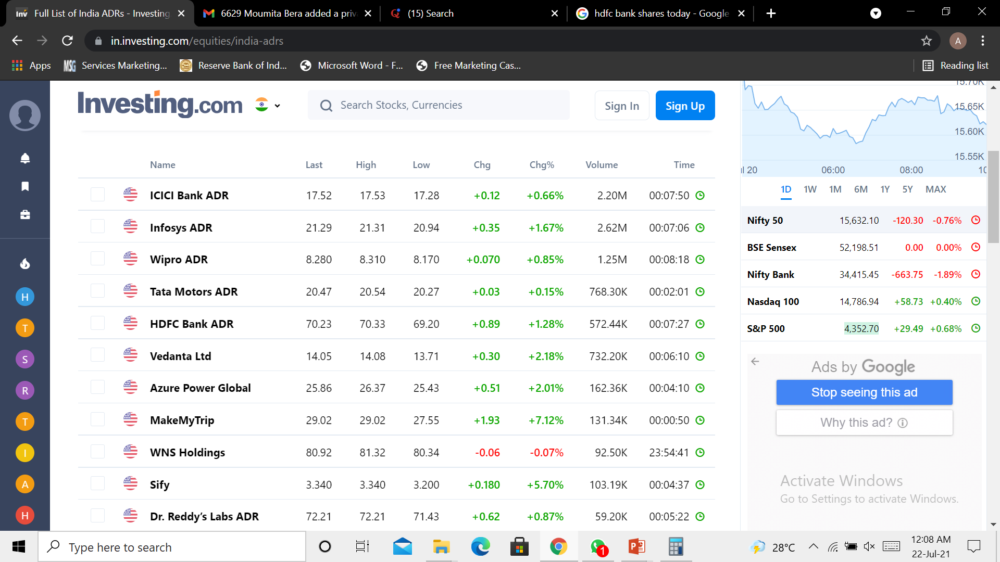 Full List of India ADRs - Investing
6629 Moumita Bera added a priv
(15) Search
hdfc bank shares today - Google
in.investing.com/equities/india-adrs
A
Apps
MSG Services Marketing...
Reserve Bank of Ind...
Microsoft Word - F...
Free Marketing Cas...
Reading list
Investing.com
Search Stocks, Currencies
Sign In
Sign Up
Name Last High Low Chg Chg% Volume Time
ICICI Bank ADR 17.52 17.53 17.28 +0.12 +0.66% 2.20M 00:07:50
Infosys ADR 21.29 21.31 20.94 +0.35 +1.67% 2.62M 00:07:06
Wipro ADR 8.280 8.310 8.170 +0.070 +0.85% 1.25M 00:08:18
Tata Motors ADR 20.47 20.54 20.27 +0.03 +0.15% 768.30K 00:02:01
HDFC Bank ADR 70.23 70.33 69.20 +0.89 +1.28% 572.44K 00:07:27
Vedanta Ltd 14.05 14.08 13.71 +0.30 +2.18% 732.20K 00:06:10
Azure Power Global 25.86 26.37 25.43 +0.51 +2.01% 162.36K 00:04:10
MakeMyTrip 29.02 29.02 27.55 +1.93 +7.12% 131.34K 00:00:50
WNS Holdings 80.92 81.32 80.34 -0.06 -0.07% 92.50K 23:54:41
Sify 3.340 3.340 3.200 +0.180 +5.70% 103.19K 00:04:37
Dr. Reddy's Labs ADR 72.21 72.21 71.43 +0.62 +0.87% 59.20K 00:05:22
H
T
S
R
T
I
A
H
15.70K
15.65K
15.60K
15.55K
l 20 06:00 08:00 10
1D 1W 1M 6M 1Y 5Y MAX
Nifty 50 15,632.10 -120.30 -0.76%
BSE Sensex 52,198.51 0.00 0.00%
Nifty Bank 34,415.45 -663.75 -1.89%
Nasdaq 100 14,786.94 +58.73 +0.40%
S&P 500 4,352.70 +29.49 +0.68%
Ads by Google
Stop seeing this ad
Why this ad?
Activate Windows
Go to Settings to activate Windows.
Type here to search
1
28°C
12:08 AM
22-Jul-21